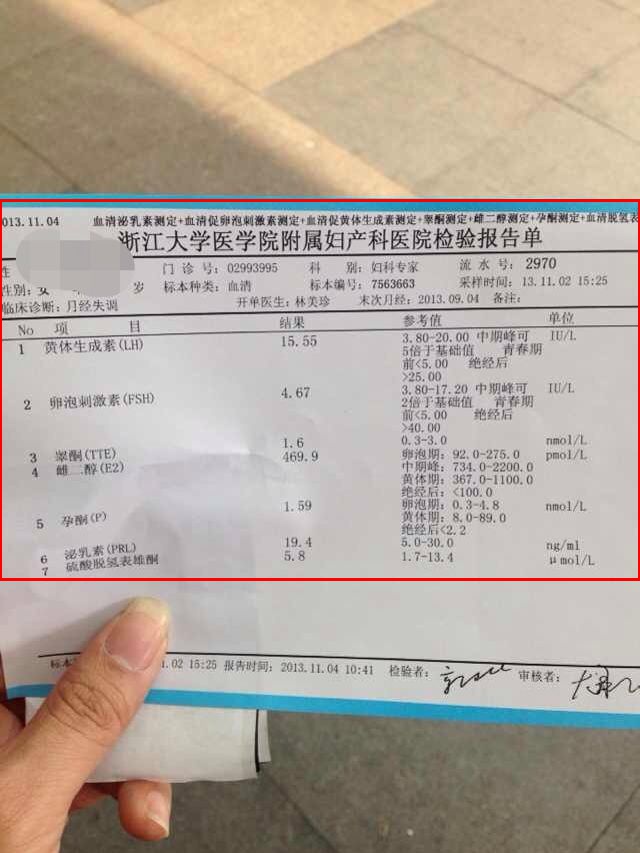 2013.11.04 血清泌乳素测定+血清促卵泡刺激素测定+血清促黄体生成素测定+睾酮测定+雌二醇测定+孕酮测定+血清脱氢表
浙江大学医学院附属妇产科医院检验报告单
姓 门诊号: 02993995 科 别: 妇科专家 流水号: 2970
性别: 女 岁 标本种类: 血清 标本编号: 7563663 采样时间: 13.11.02 15:25
临床诊断: 月经失调 开单医生: 林美珍 末次月经: 2013.09.04 备注:
No 项 目 结果 参考值 单位
1 黄体生成素(LH) 15.55 3.80-20.00 中期峰可 IU/L
5倍于基础值 青春期
前<5.00 绝经后
>25.00
2 卵泡刺激素(FSH) 4.67 3.80-17.20 中期峰可 IU/L
2倍于基础值 青春期
前<5.00 绝经后
>40.00
3 睾酮(TTE) 1.6 0.3-3.0 nmol/L
4 雌二醇(E2) 469.9 卵泡期: 92.0-275.0 pmol/L
中期峰: 734.0-2200.0
黄体期: 367.0-1100.0
绝经后: <100.0
5 孕酮(P) 1.59 卵泡期: 0.3-4.8 nmol/L
黄体期: 8.0-89.0
绝经后<2.2
6 泌乳素(PRL) 19.4 5.0-30.0 ng/ml
7 硫酸脱氢表雄酮 5.8 1.7-13.4 μmol/L
标本 1.02 15:25 报告时间: 2013.11.04 10:41 检验者: 审核者: